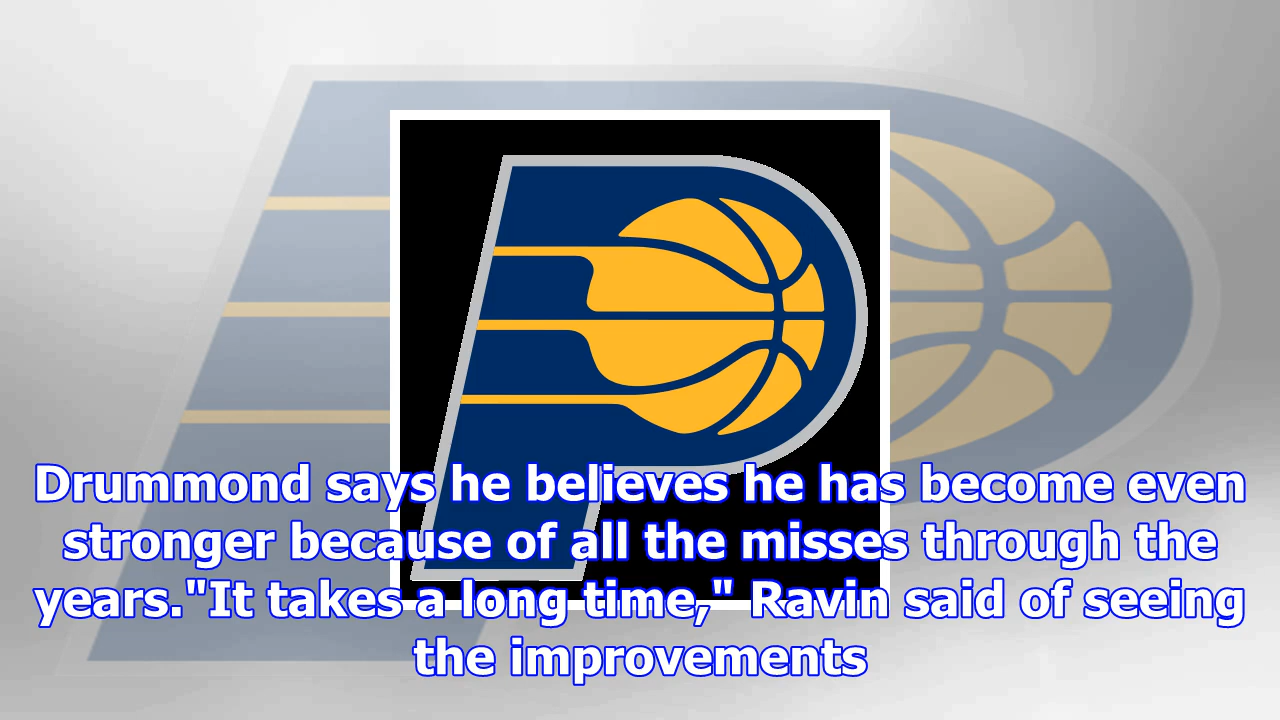 Drummond says he believes he has become even
stronger because of all the misses through the
years."It takes a long time," Ravin said of seeing
the improvements